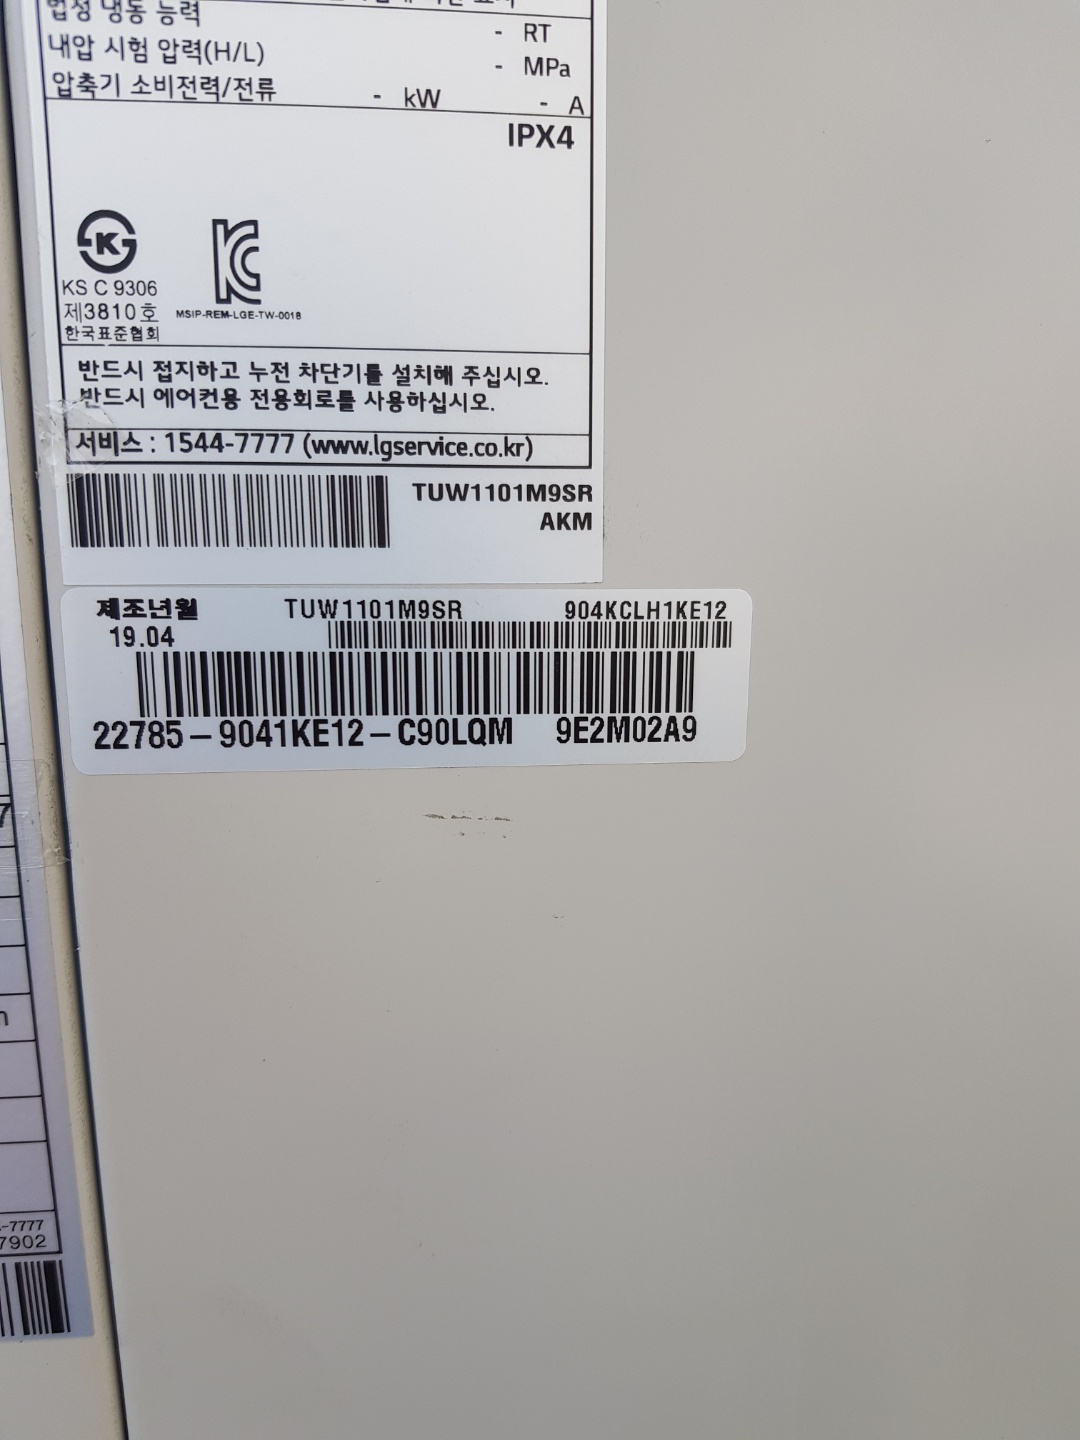 법정 냉동 능력 - RT
내압 시험 압력(H/L) - MPa
압축기 소비전력/전류 - kW - A
IPX4
KS C 9306
제3810호
한국표준협회
MSIP-REM-LGE-TW-0018
반드시 접지하고 누전 차단기를 설치해 주십시오.
반드시 에어컨용 전용회로를 사용하십시오.
서비스 : 1544-7777 (www.lgservice.co.kr)
TUW1101M9SR
AKM
제조년월 TUW1101M9SR 904KCLH1KE12
19.04
22785-9041KE12-C90LQM 9E2M02A9
-7777
7902